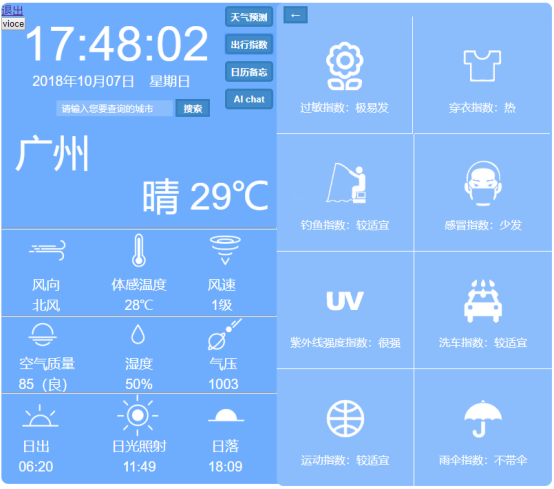 退出
vioce
17:48:02
2018年10月07日 星期日
天气预测
出行指数
日历备忘
AI chat
请输入您要查询的城市
搜索
广州
晴 29℃
风向 体感温度 风速
北风 28℃ 1级
空气质量 湿度 气压
85（良） 50% 1003
日出 日光照射 日落
06:20 11:49 18:09
←
过敏指数：极易发
穿衣指数：热
钓鱼指数：较适宜
感冒指数：少发
UV
紫外线强度指数：很强
洗车指数：较适宜
运动指数：较适宜
雨伞指数：不带伞